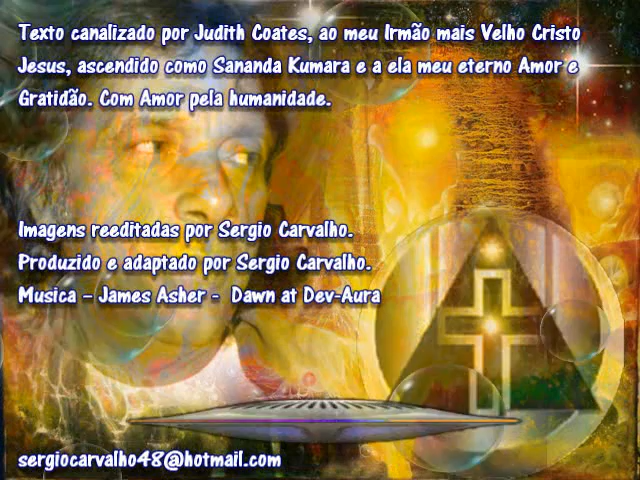 Texto canalizado por Judith Coates, ao meu Irmão mais Velho Cristo
Jesus, ascendido como Sananda Kumara e a ela meu eterno Amor e
Gratidão. Com Amor pela humanidade.
Imagens reeditadas por Sergio Carvalho.
Produzido e adaptado por Sergio Carvalho.
Musica – James Asher - Dawn at Dev-Aura
sergiocarvalho48@hotmail.com